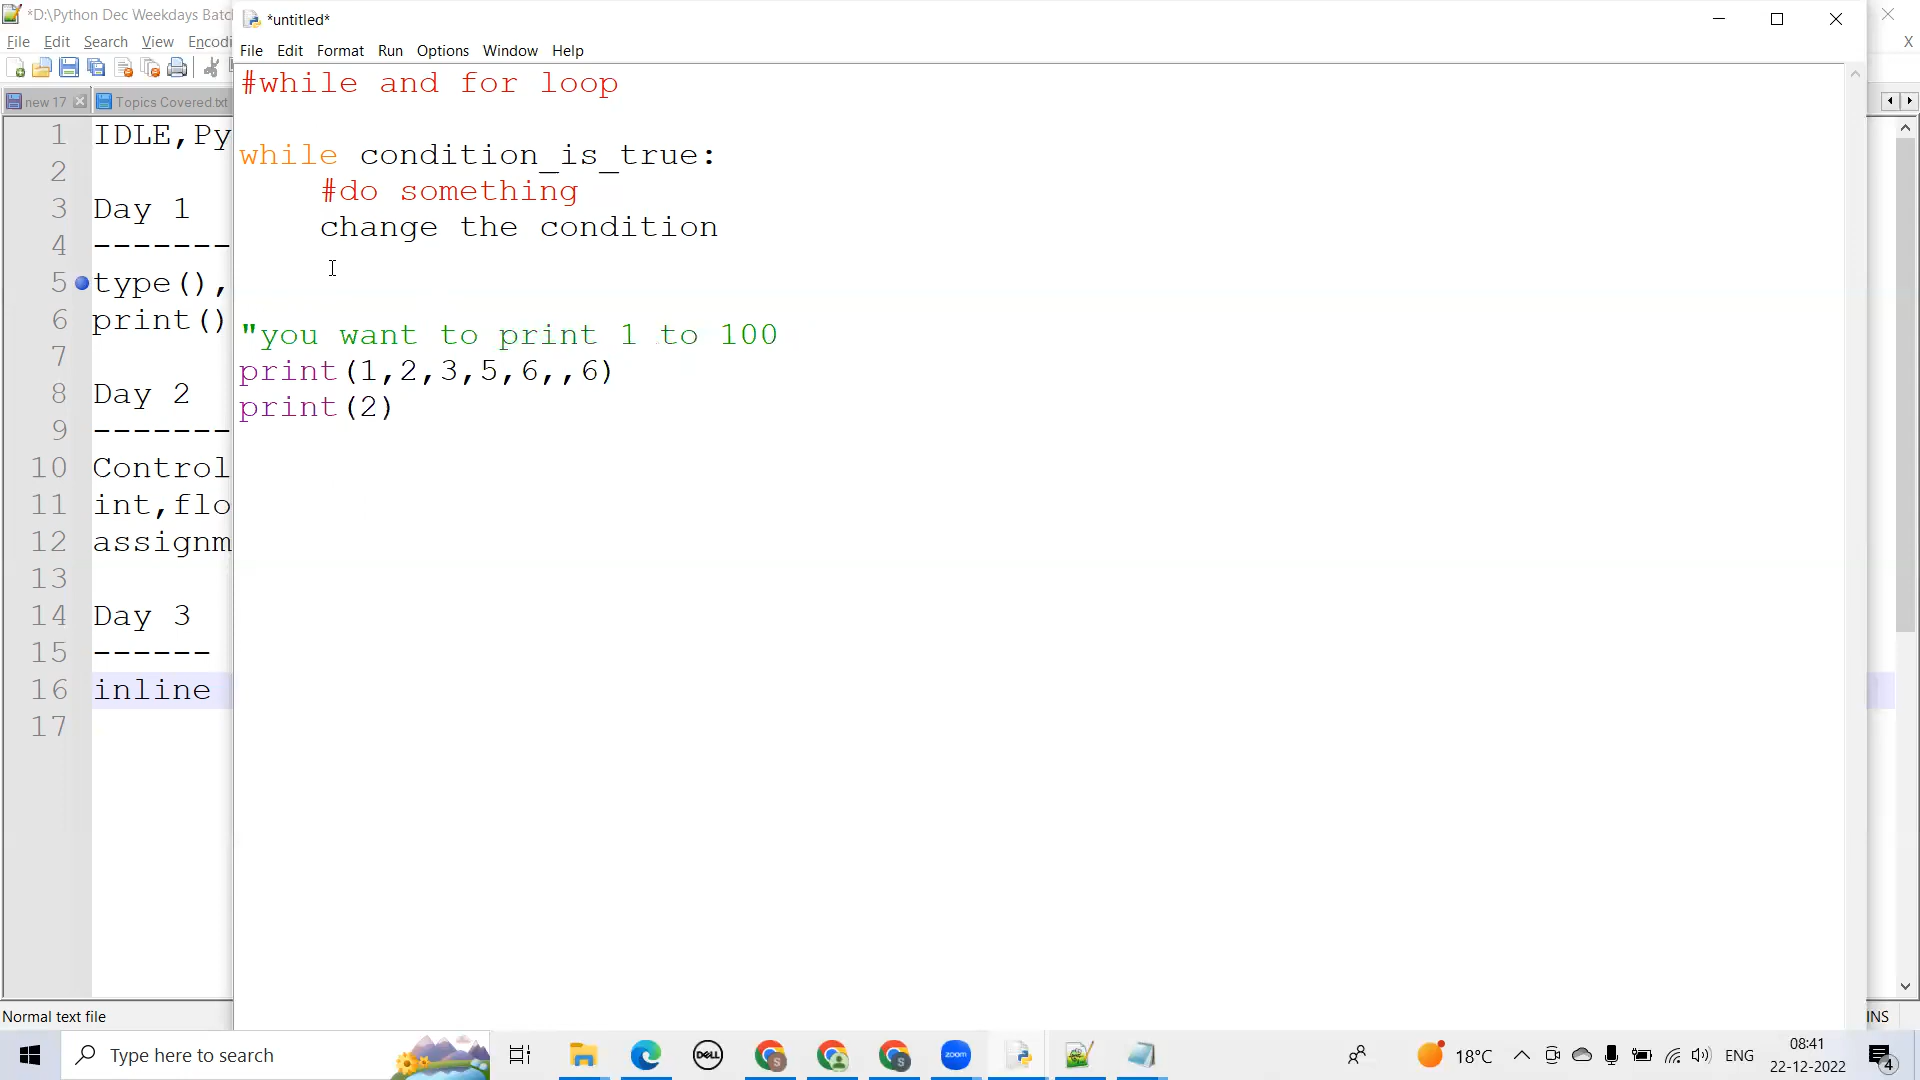 *D:\Python Dec Weekdays Batc
File Edit Search View Encodi
new 17
Topics Covered.txt
1 IDLE,Py
2
3 Day 1
4 -------
5 type(),
6 print()
7
8 Day 2
9 -------
10 Control
11 int,flo
12 assignm
13
14 Day 3
15 ------
16 inline
17
Normal text file
*untitled*
File Edit Format Run Options Window Help
#while and for loop
while condition_is_true:
#do something
change the condition
"you want to print 1 to 100
print(1,2,3,5,6,,6)
print(2)
X
INS
Type here to search
DELL
zoom
18°C
ENG
08:41
22-12-2022
4